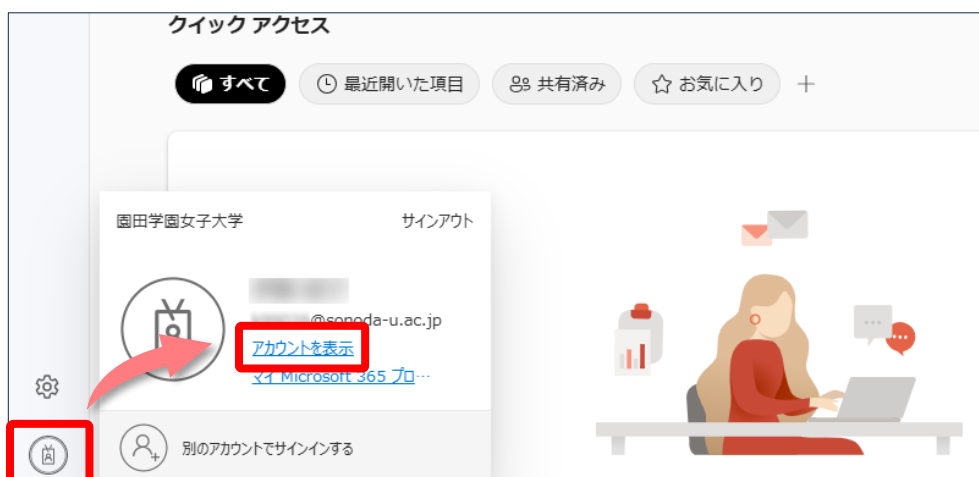 クイック アクセス
すべて
最近開いた項目
共有済み
お気に入り
園田学園女子大学 サインアウト
@sonoda-u.ac.jp
アカウントを表示
マイ Microsoft 365 プロ…
別のアカウントでサインインする